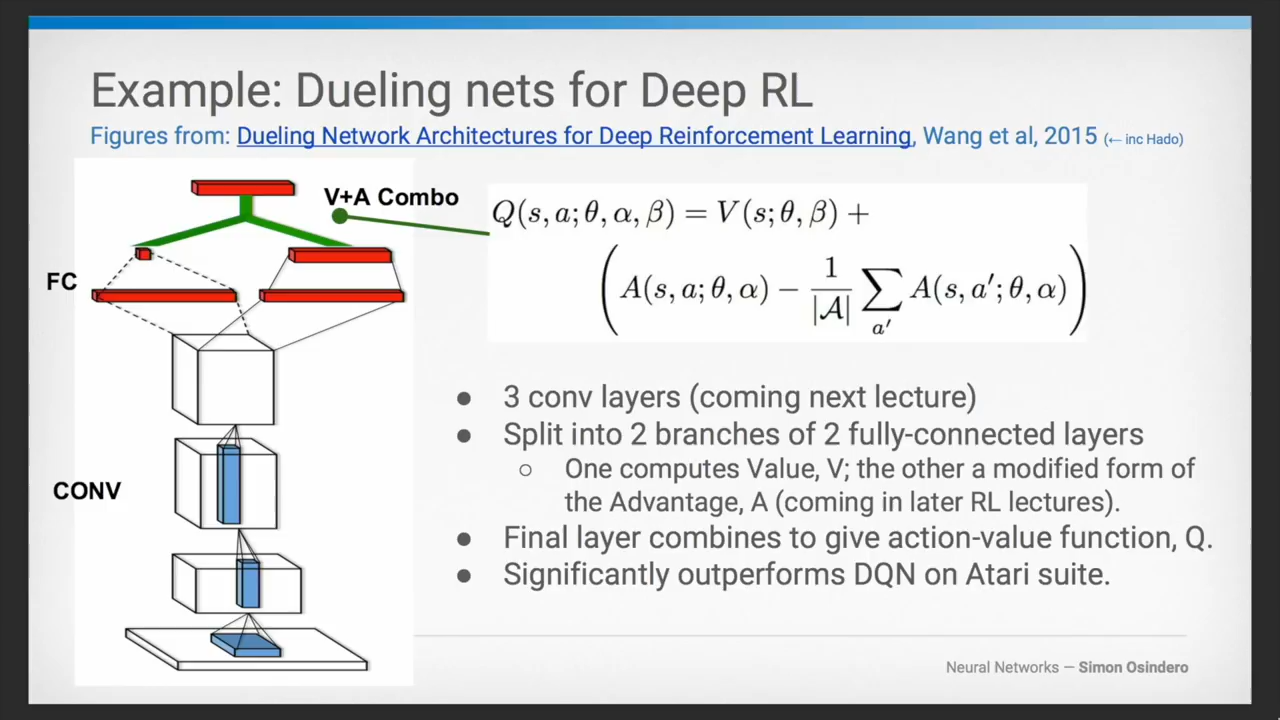 Example: Dueling nets for Deep RL
Figures from: Dueling Network Architectures for Deep Reinforcement Learning, Wang et al, 2015 (← inc Hado)
V+A Combo
FC
CONV
Q(s, a; θ, α, β) = V(s; θ, β) +
( A(s, a; θ, α) − 1/|𝒜| ∑_{a′} A(s, a′; θ, α) )
● 3 conv layers (coming next lecture)
● Split into 2 branches of 2 fully-connected layers
○ One computes Value, V; the other a modified form of
the Advantage, A (coming in later RL lectures).
● Final layer combines to give action-value function, Q.
● Significantly outperforms DQN on Atari suite.
Neural Networks — Simon Osindero